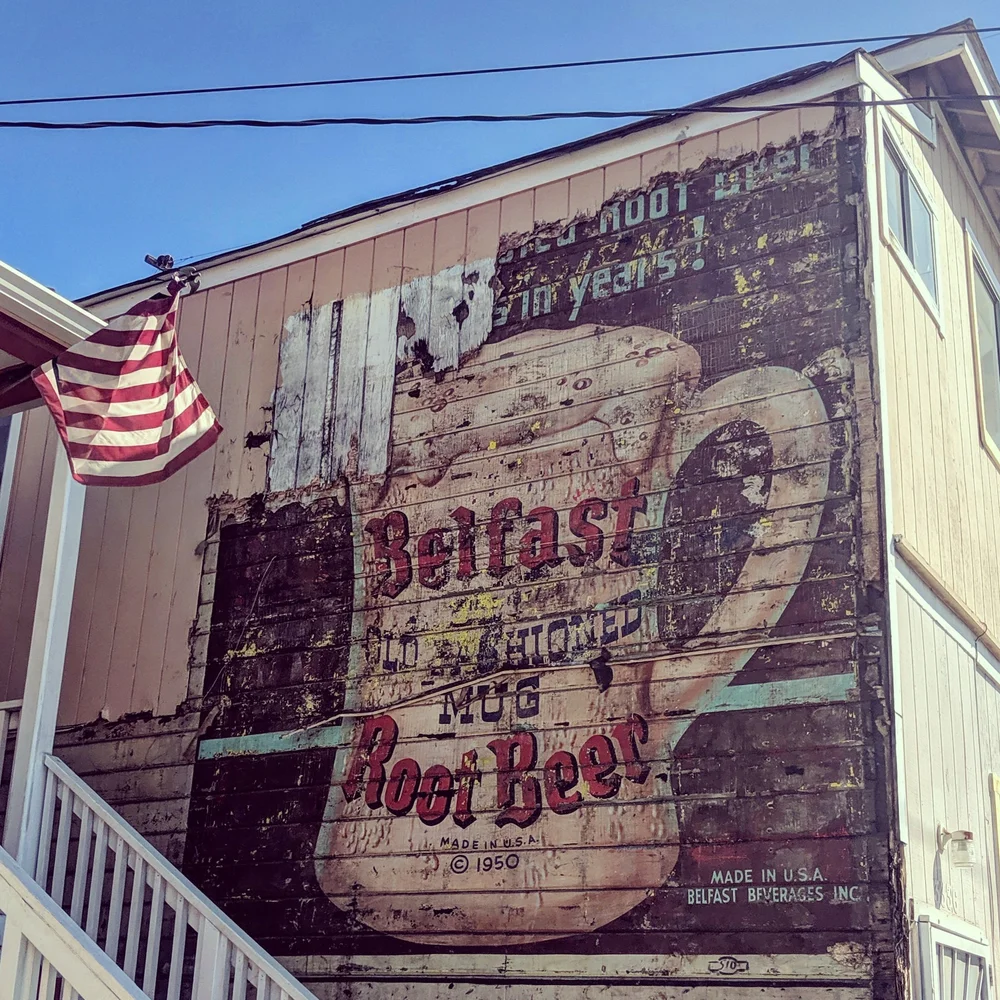 ROOT BEER
in years!
Belfast
OLD FASHIONED
MUG
Root Beer
MADE IN U.S.A.
© 1950
MADE IN U.S.A.
BELFAST BEVERAGES INC